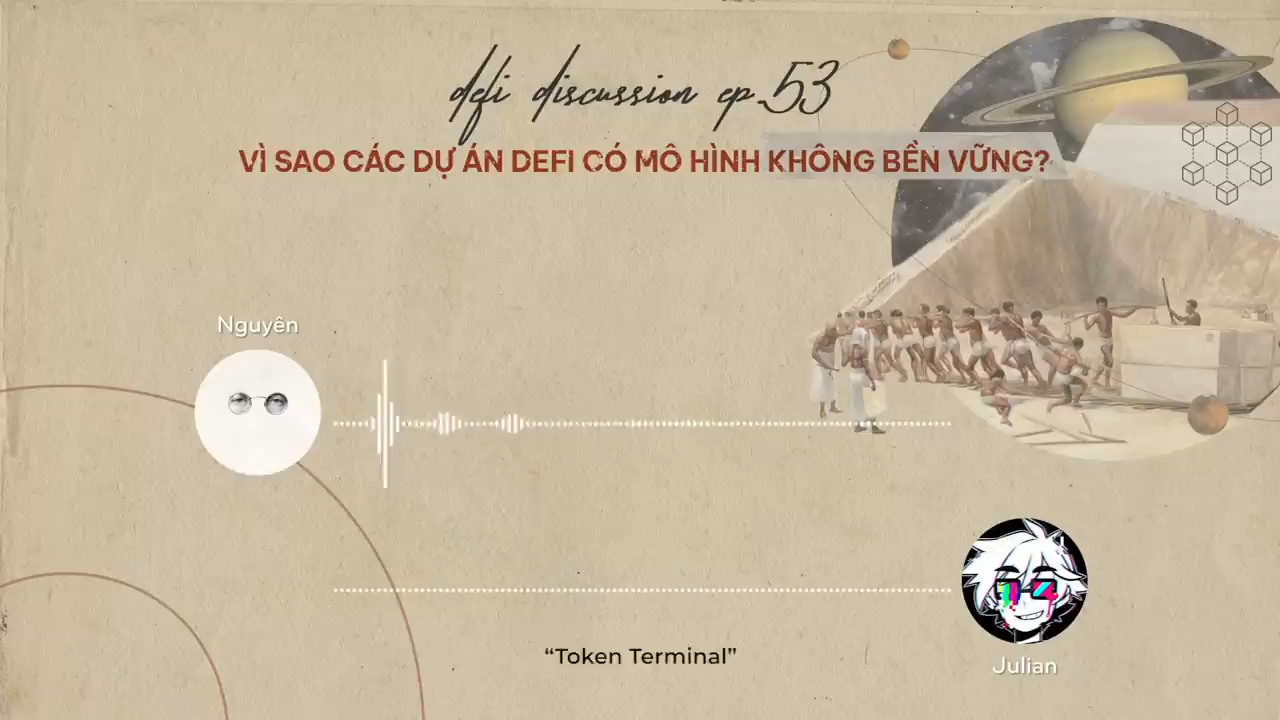 defi discussion ep.53
VÌ SAO CÁC DỰ ÁN DEFI CÓ MÔ HÌNH KHÔNG BỀN VỮNG?
Nguyên
“Token Terminal”
Julian